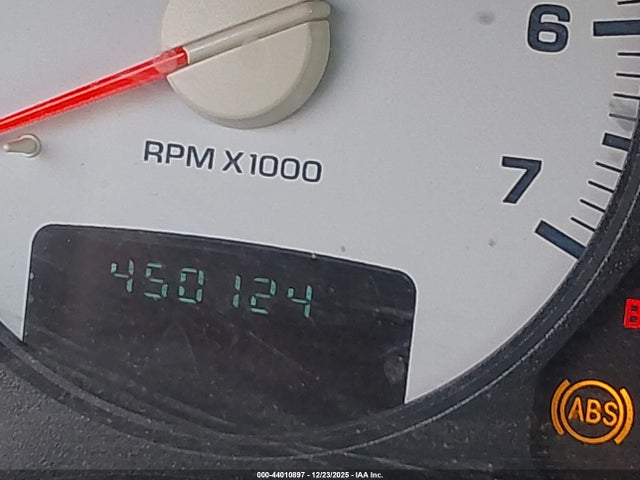 6
RPM X1000
7
450124
ABS
000-44010897 - 12/23/2025 - IAA Inc.